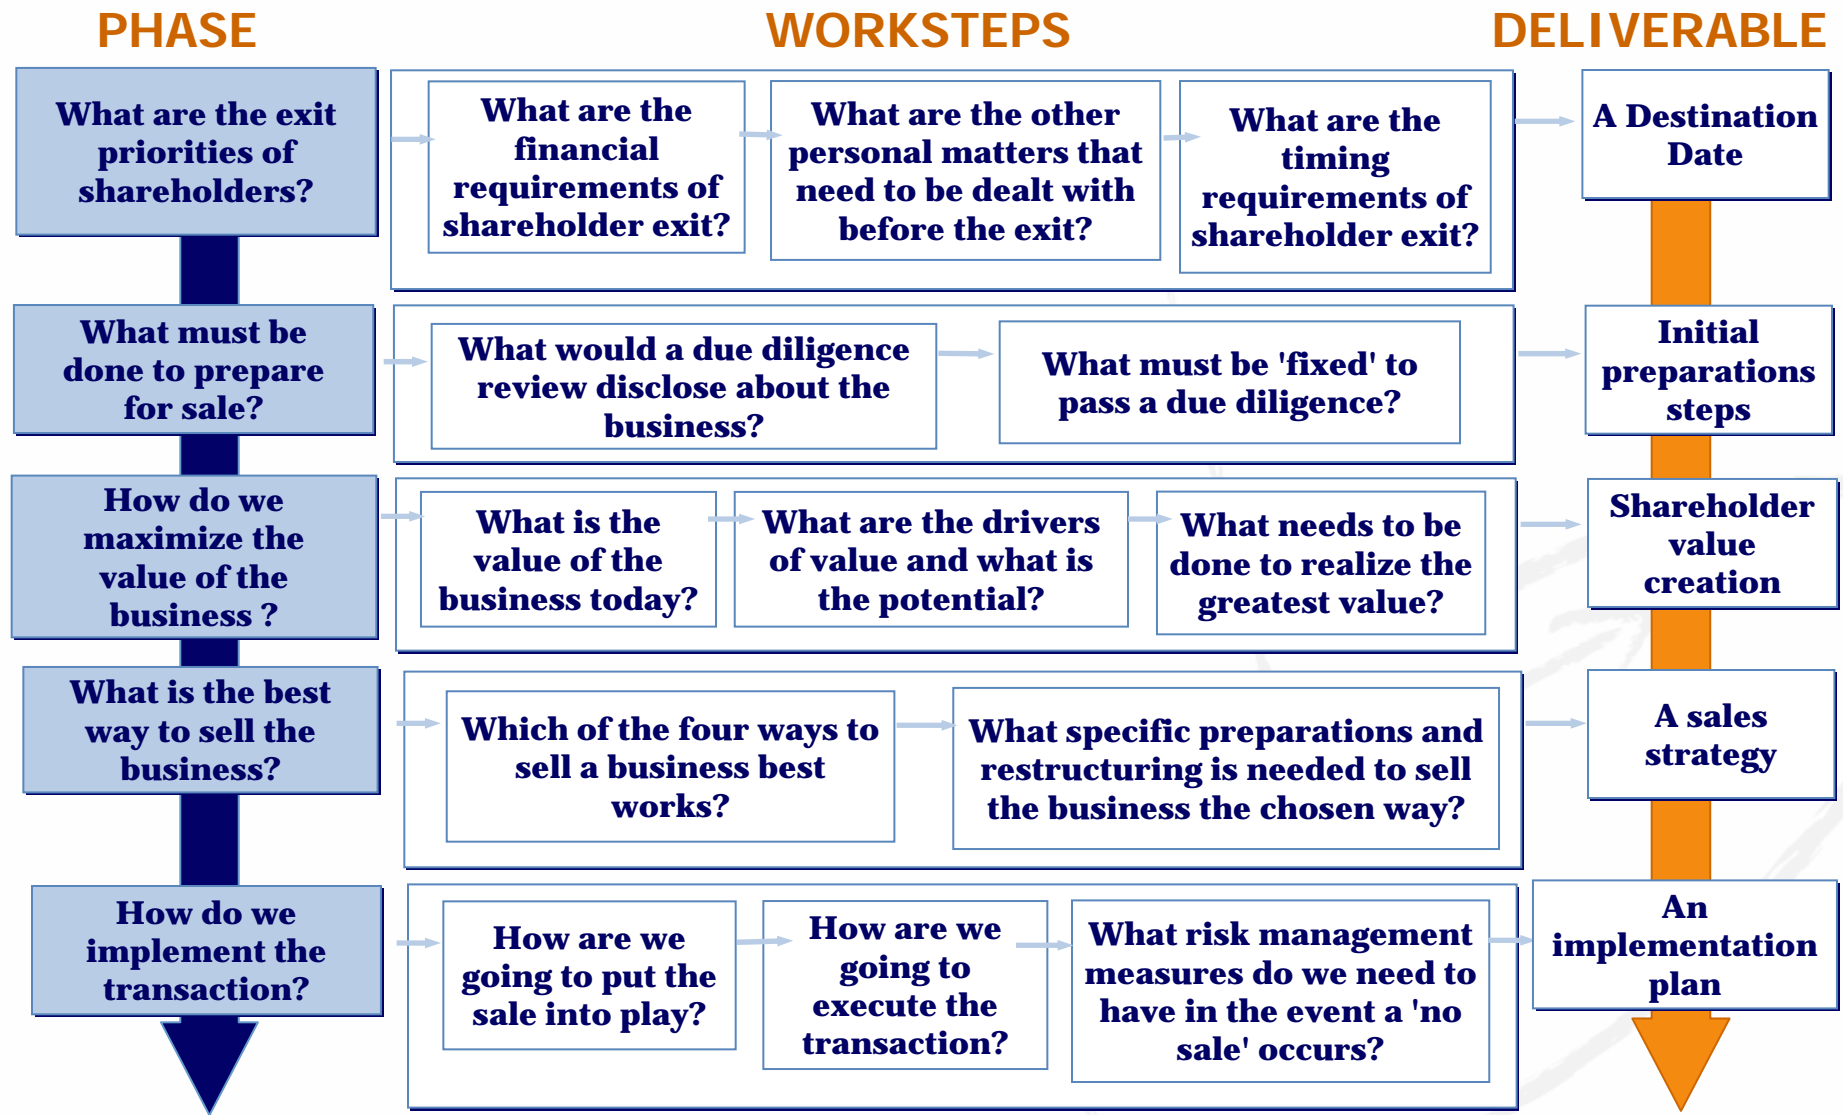 PHASE
WORKSTEPS
DELIVERABLE
What are the exit
priorities of
shareholders?
What are the
financial
requirements of
shareholder exit?
What are the other
personal matters that
need to be dealt with
before the exit?
What are the
timing
requirements of
shareholder exit?
A Destination
Date
What must be
done to prepare
for sale?
What would a due diligence
review disclose about the
business?
What must be 'fixed' to
pass a due diligence?
Initial
preparations
steps
How do we
maximize the
value of the
business ?
What is the
value of the
business today?
What are the drivers
of value and what is
the potential?
What needs to be
done to realize the
greatest value?
Shareholder
value
creation
What is the best
way to sell the
business?
Which of the four ways to
sell a business best
works?
What specific preparations and
restructuring is needed to sell
the business the chosen way?
A sales
strategy
How do we
implement the
transaction?
How are we
going to put the
sale into play?
How are we
going to
execute the
transaction?
What risk management
measures do we need to
have in the event a 'no
sale' occurs?
An
implementation
plan